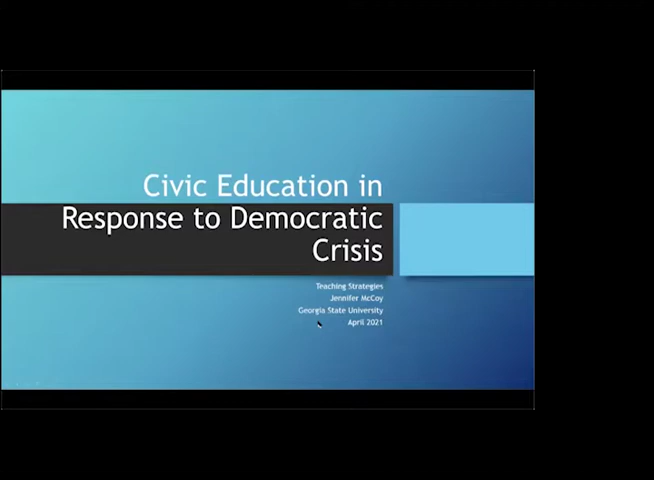 Civic Education in
Response to Democratic
Crisis
Teaching Strategies
Jennifer McCoy
Georgia State University
April 2021